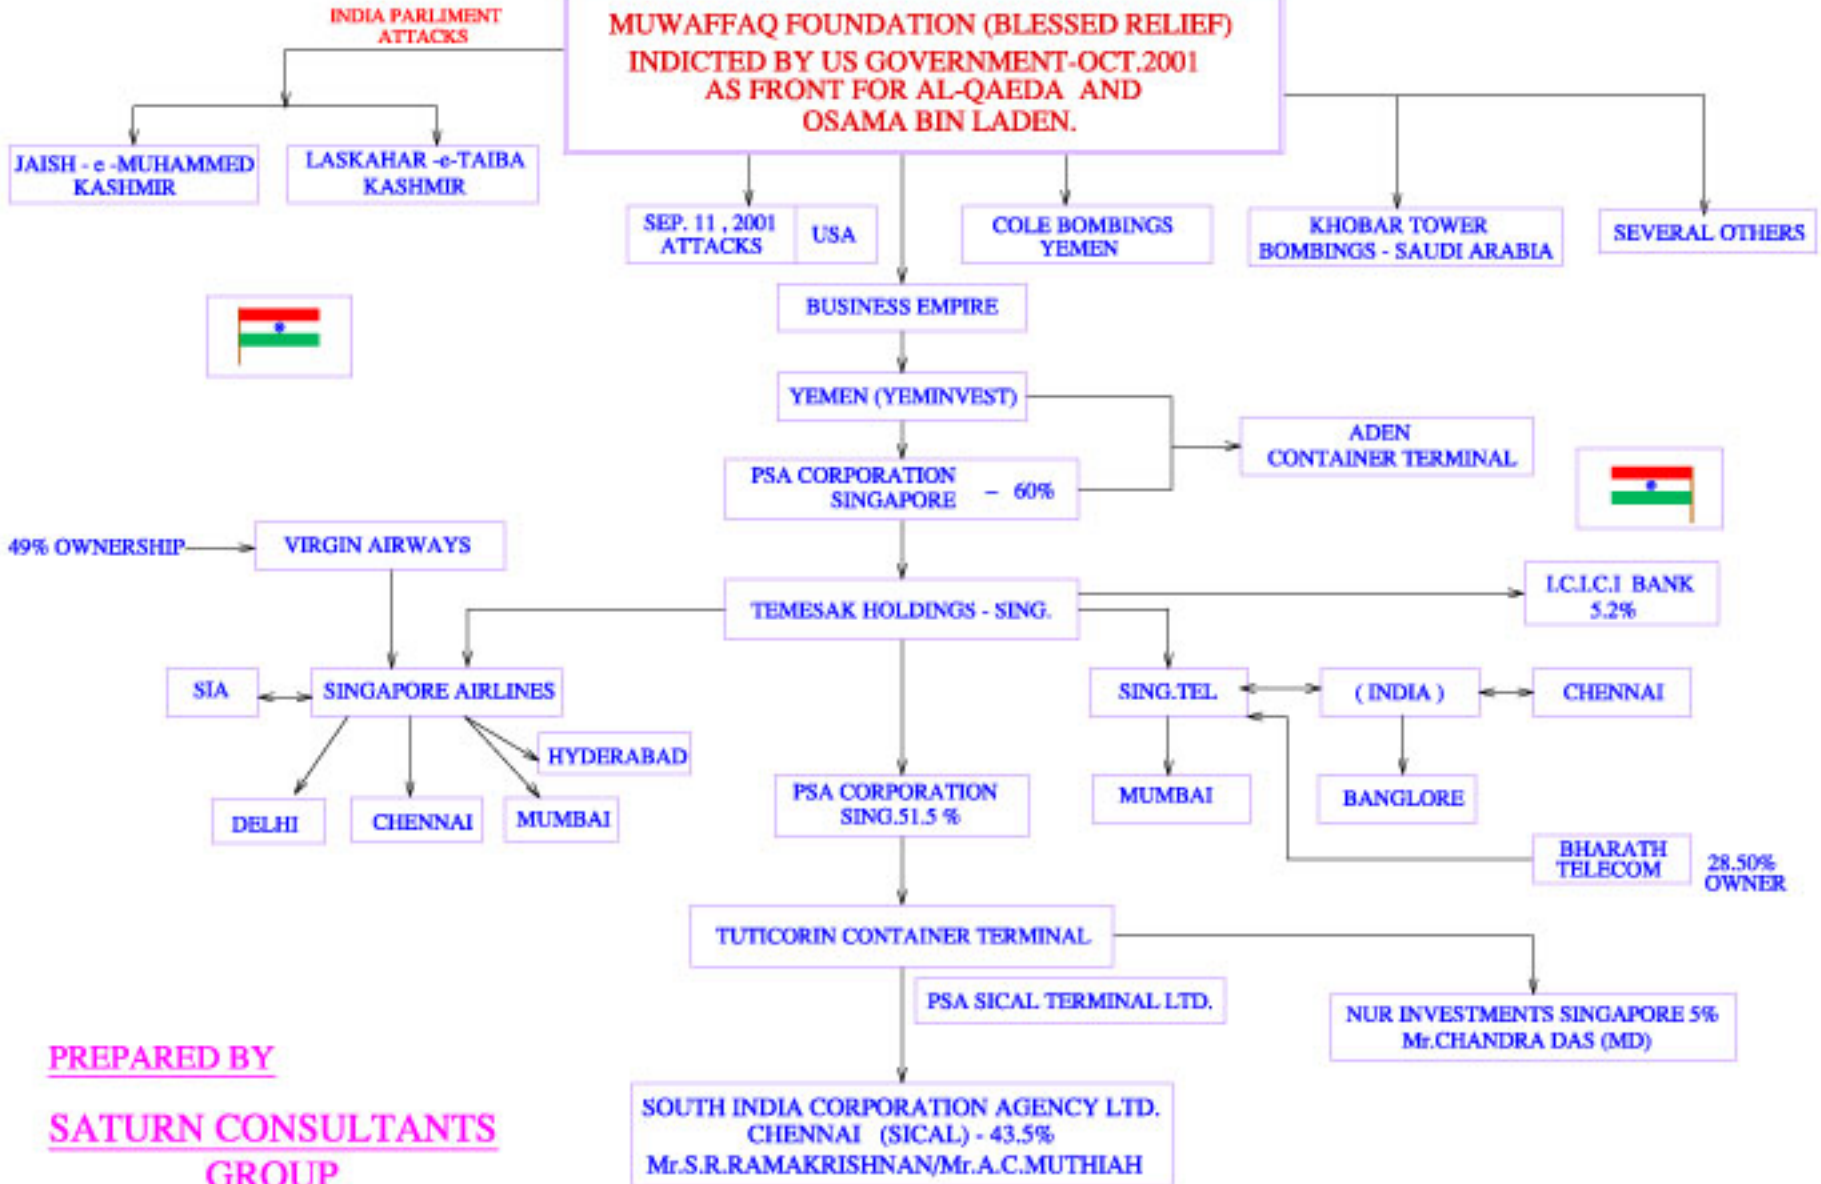 INDIA PARLIMENT
ATTACKS
MUWAFFAQ FOUNDATION (BLESSED RELIEF)
INDICTED BY US GOVERNMENT-OCT.2001
AS FRONT FOR AL-QAEDA AND
OSAMA BIN LADEN.
JAISH - e -MUHAMMED
KASHMIR
LASKAHAR -e-TAIBA
KASHMIR
SEP. 11 , 2001
ATTACKS
USA
COLE BOMBINGS
YEMEN
KHOBAR TOWER
BOMBINGS - SAUDI ARABIA
SEVERAL OTHERS
BUSINESS EMPIRE
YEMEN (YEMINVEST)
ADEN
CONTAINER TERMINAL
PSA CORPORATION
SINGAPORE – 60%
49% OWNERSHIP
VIRGIN AIRWAYS
TEMESAK HOLDINGS - SING.
I.C.I.C.I BANK
5.2%
SIA
SINGAPORE AIRLINES
SING.TEL
( INDIA )
CHENNAI
HYDERABAD
DELHI
CHENNAI
MUMBAI
PSA CORPORATION
SING.51.5 %
MUMBAI
BANGLORE
BHARATH
TELECOM
28.50%
OWNER
TUTICORIN CONTAINER TERMINAL
PSA SICAL TERMINAL LTD.
NUR INVESTMENTS SINGAPORE 5%
Mr.CHANDRA DAS (MD)
PREPARED BY
SATURN CONSULTANTS
GROUP
SOUTH INDIA CORPORATION AGENCY LTD.
CHENNAI (SICAL) - 43.5%
Mr.S.R.RAMAKRISHNAN/Mr.A.C.MUTHIAH